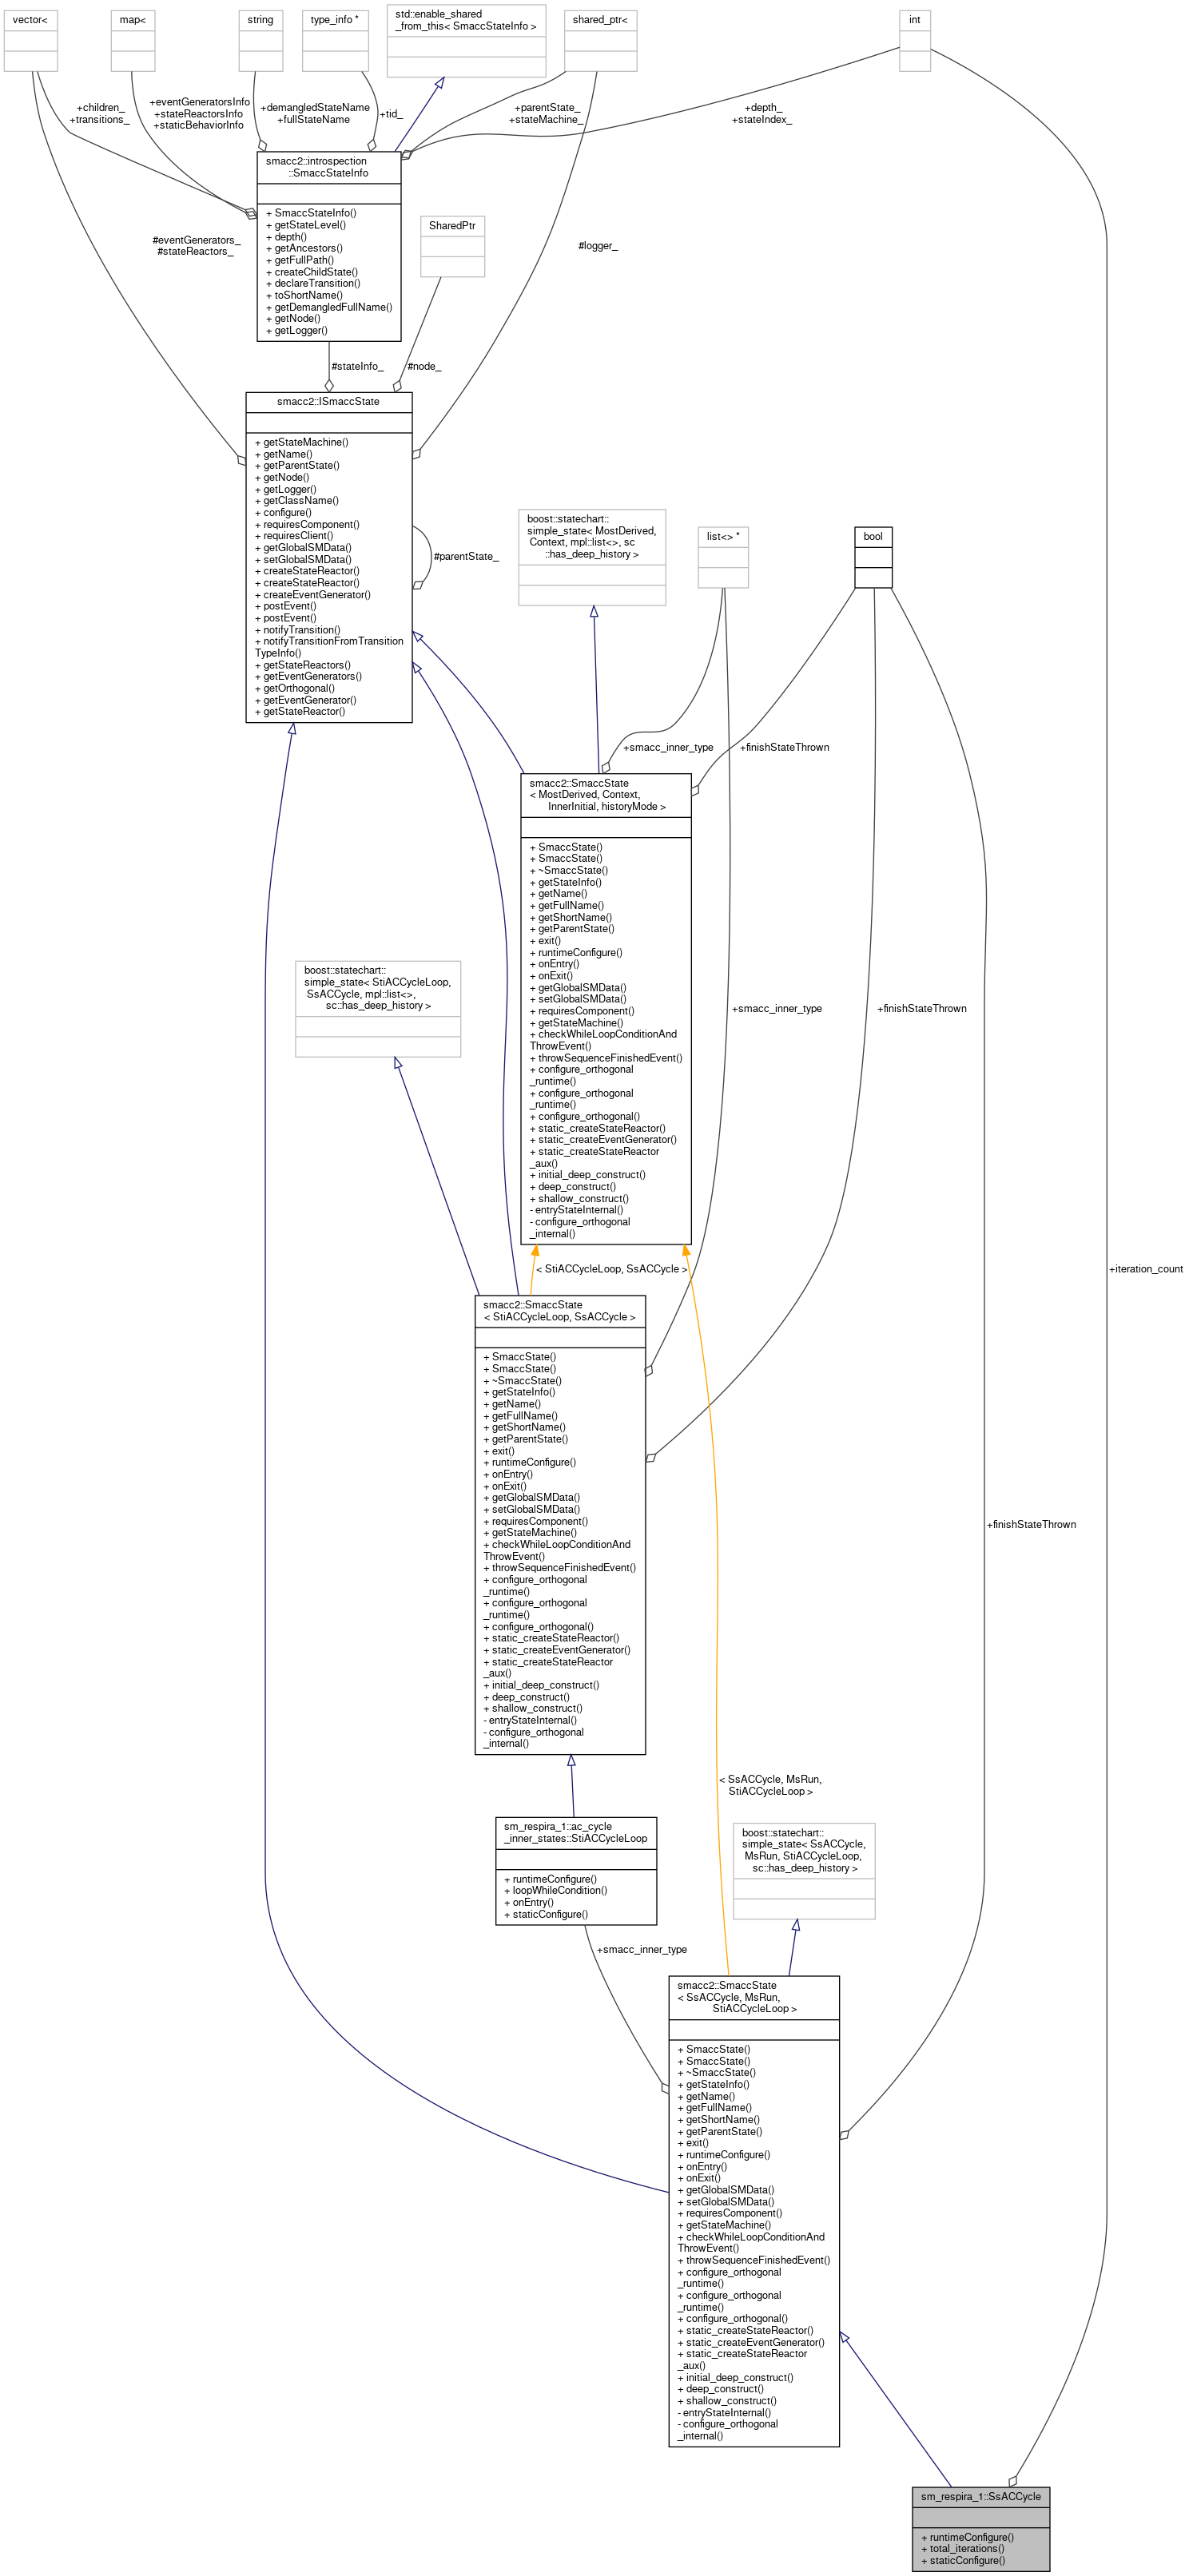 vector<
map<
string
type_info *
std::enable_shared
_from_this< SmaccStateInfo >
shared_ptr<
int
+children_
+transitions_
+eventGeneratorsInfo
+stateReactorsInfo
+staticBehaviorInfo
+demangledStateName
+fullStateName
+tid_
+parentState_
+stateMachine_
+depth_
+stateIndex_
smacc2::introspection
::SmaccStateInfo
+ SmaccStateInfo()
+ getStateLevel()
+ depth()
+ getAncestors()
+ getFullPath()
+ createChildState()
+ declareTransition()
+ toShortName()
+ getDemangledFullName()
+ getNode()
+ getLogger()
SharedPtr
#eventGenerators_
#stateReactors_
#logger_
#stateInfo_
#node_
smacc2::ISmaccState
+ getStateMachine()
+ getName()
+ getParentState()
+ getNode()
+ getLogger()
+ getClassName()
+ configure()
+ requiresComponent()
+ requiresClient()
+ getGlobalSMData()
+ setGlobalSMData()
+ createStateReactor()
+ createStateReactor()
+ createEventGenerator()
+ postEvent()
+ postEvent()
+ notifyTransition()
+ notifyTransitionFromTransition
TypeInfo()
+ getStateReactors()
+ getEventGenerators()
+ getOrthogonal()
+ getEventGenerator()
+ getStateReactor()
#parentState_
boost::statechart::
simple_state< MostDerived,
Context, mpl::list<>, sc
::has_deep_history >
list<> *
bool
+smacc_inner_type
+finishStateThrown
smacc2::SmaccState
< MostDerived, Context,
InnerInitial, historyMode >
+ SmaccState()
+ SmaccState()
+ ~SmaccState()
+ getStateInfo()
+ getName()
+ getFullName()
+ getShortName()
+ getParentState()
+ exit()
+ runtimeConfigure()
+ onEntry()
+ onExit()
+ getGlobalSMData()
+ setGlobalSMData()
+ requiresComponent()
+ getStateMachine()
+ checkWhileLoopConditionAnd
ThrowEvent()
+ throwSequenceFinishedEvent()
+ configure_orthogonal
_runtime()
+ configure_orthogonal
_runtime()
+ configure_orthogonal()
+ static_createStateReactor()
+ static_createEventGenerator()
+ static_createStateReactor
_aux()
+ initial_deep_construct()
+ deep_construct()
+ shallow_construct()
- entryStateInternal()
- configure_orthogonal
_internal()
boost::statechart::
simple_state< StiACCycleLoop,
SsACCycle, mpl::list<>,
sc::has_deep_history >
+smacc_inner_type
+finishStateThrown
< StiACCycleLoop, SsACCycle >
+iteration_count
smacc2::SmaccState
< StiACCycleLoop, SsACCycle >
+ SmaccState()
+ SmaccState()
+ ~SmaccState()
+ getStateInfo()
+ getName()
+ getFullName()
+ getShortName()
+ getParentState()
+ exit()
+ runtimeConfigure()
+ onEntry()
+ onExit()
+ getGlobalSMData()
+ setGlobalSMData()
+ requiresComponent()
+ getStateMachine()
+ checkWhileLoopConditionAnd
ThrowEvent()
+ throwSequenceFinishedEvent()
+ configure_orthogonal
_runtime()
+ configure_orthogonal
_runtime()
+ configure_orthogonal()
+ static_createStateReactor()
+ static_createEventGenerator()
+ static_createStateReactor
_aux()
+ initial_deep_construct()
+ deep_construct()
+ shallow_construct()
- entryStateInternal()
- configure_orthogonal
_internal()
+finishStateThrown
< SsACCycle, MsRun,
StiACCycleLoop >
sm_respira_1::ac_cycle
_inner_states::StiACCycleLoop
+ runtimeConfigure()
+ loopWhileCondition()
+ onEntry()
+ staticConfigure()
boost::statechart::
simple_state< SsACCycle,
MsRun, StiACCycleLoop,
sc::has_deep_history >
+smacc_inner_type
smacc2::SmaccState
< SsACCycle, MsRun,
StiACCycleLoop >
+ SmaccState()
+ SmaccState()
+ ~SmaccState()
+ getStateInfo()
+ getName()
+ getFullName()
+ getShortName()
+ getParentState()
+ exit()
+ runtimeConfigure()
+ onEntry()
+ onExit()
+ getGlobalSMData()
+ setGlobalSMData()
+ requiresComponent()
+ getStateMachine()
+ checkWhileLoopConditionAnd
ThrowEvent()
+ throwSequenceFinishedEvent()
+ configure_orthogonal
_runtime()
+ configure_orthogonal
_runtime()
+ configure_orthogonal()
+ static_createStateReactor()
+ static_createEventGenerator()
+ static_createStateReactor
_aux()
+ initial_deep_construct()
+ deep_construct()
+ shallow_construct()
- entryStateInternal()
- configure_orthogonal
_internal()
sm_respira_1::SsACCycle
+ runtimeConfigure()
+ total_iterations()
+ staticConfigure()